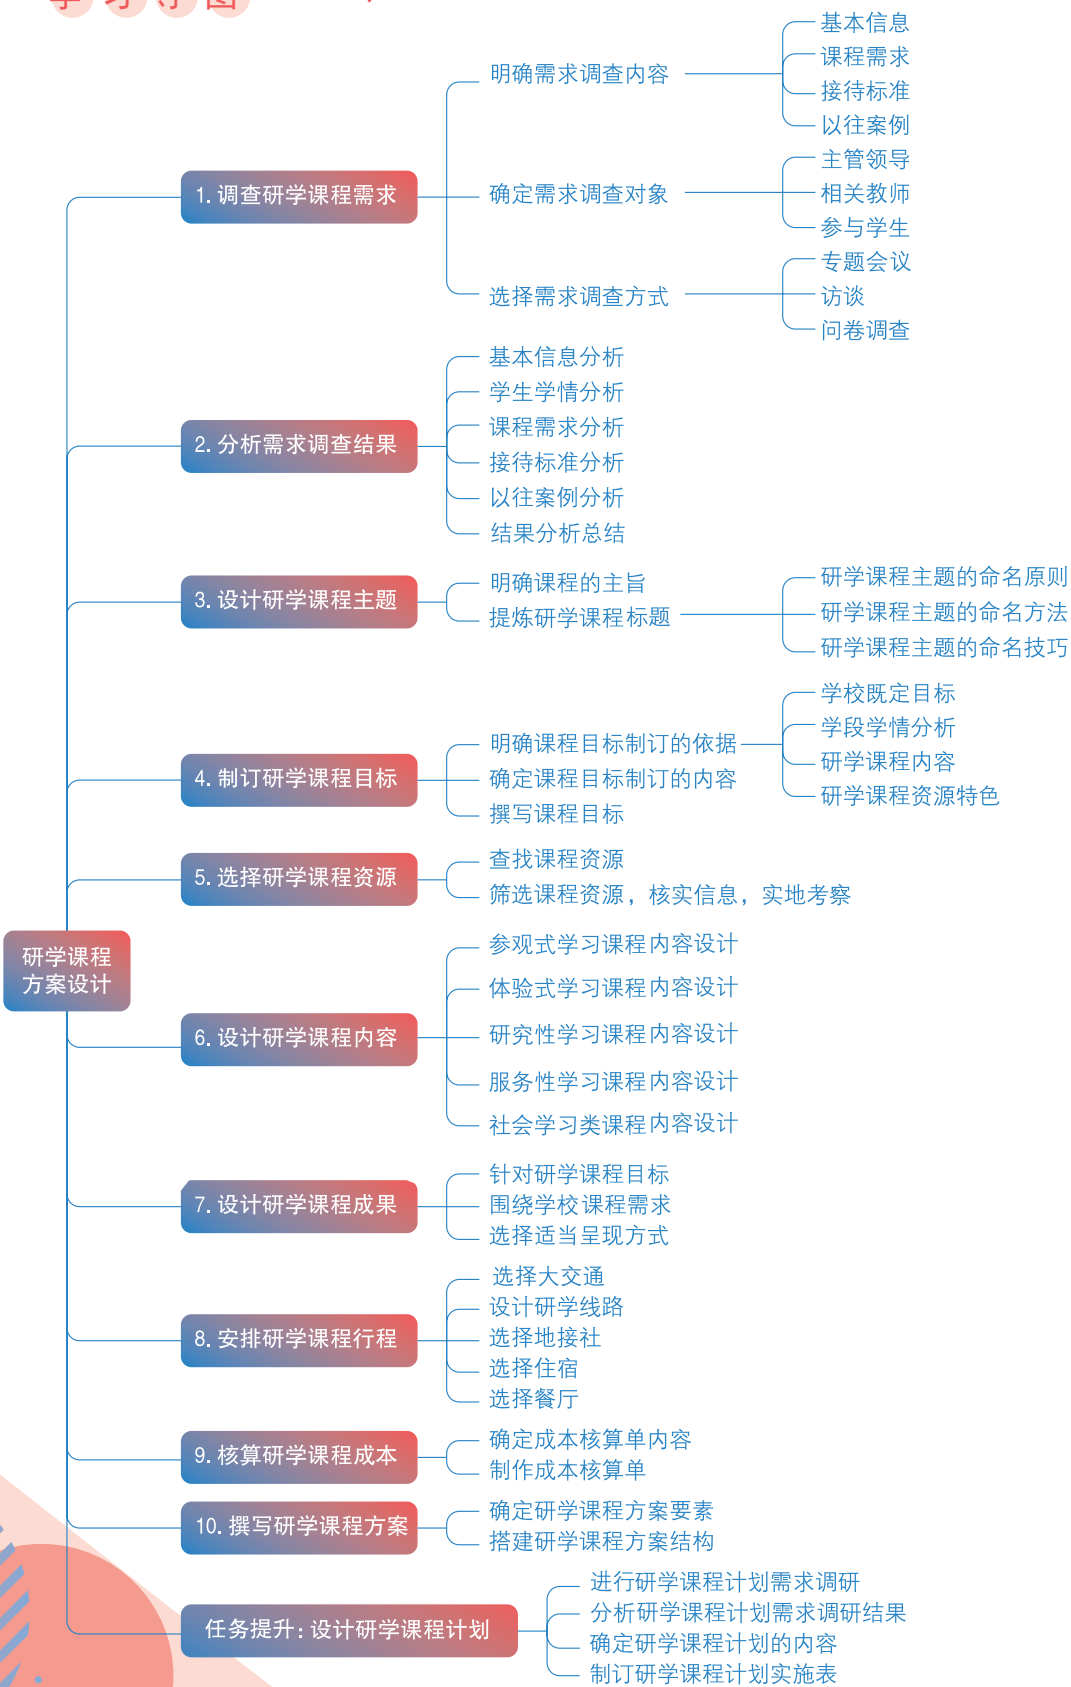 研学课程
方案设计
1. 调查研学课程需求
明确需求调查内容
基本信息
课程需求
接待标准
以往案例
确定需求调查对象
主管领导
相关教师
参与学生
选择需求调查方式
专题会议
访谈
问卷调查
2. 分析需求调查结果
基本信息分析
学生学情分析
课程需求分析
接待标准分析
以往案例分析
结果分析总结
3. 设计研学课程主题
明确课程的主旨
提炼研学课程标题
研学课程主题的命名原则
研学课程主题的命名方法
研学课程主题的命名技巧
4. 制订研学课程目标
明确课程目标制订的依据
学校既定目标
学段学情分析
研学课程内容
研学课程资源特色
确定课程目标制订的内容
撰写课程目标
5. 选择研学课程资源
查找课程资源
筛选课程资源，核实信息，实地考察
6. 设计研学课程内容
参观式学习课程内容设计
体验式学习课程内容设计
研究性学习课程内容设计
服务性学习课程内容设计
社会学习类课程内容设计
7. 设计研学课程成果
针对研学课程目标
围绕学校课程需求
选择适当呈现方式
8. 安排研学课程行程
选择大交通
设计研学线路
选择地接社
选择住宿
选择餐厅
9. 核算研学课程成本
确定成本核算单内容
制作成本核算单
10. 撰写研学课程方案
确定研学课程方案要素
搭建研学课程方案结构
任务提升：设计研学课程计划
进行研学课程计划需求调研
分析研学课程计划需求调研结果
确定研学课程计划的内容
制订研学课程计划实施表